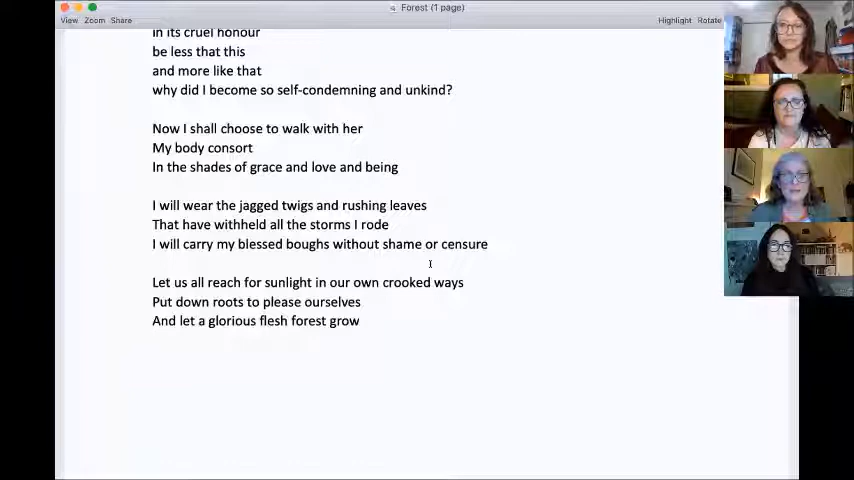 Forest (1 page)
View Zoom Share
Highlight Rotate
in its cruel honour
be less that this
and more like that
why did I become so self-condemning and unkind?
Now I shall choose to walk with her
My body consort
In the shades of grace and love and being
I will wear the jagged twigs and rushing leaves
That have withheld all the storms I rode
I will carry my blessed boughs without shame or censure
Let us all reach for sunlight in our own crooked ways
Put down roots to please ourselves
And let a glorious flesh forest grow